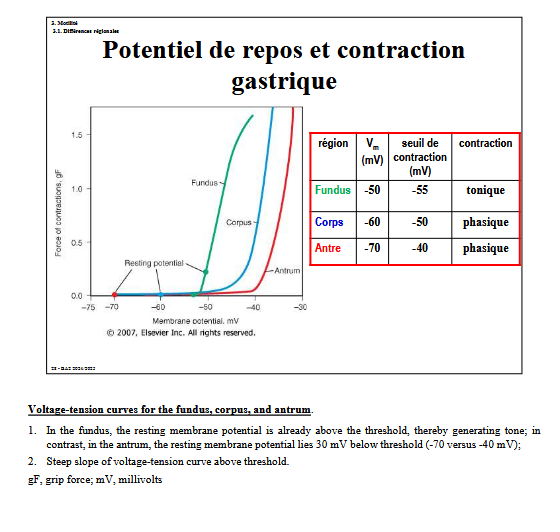 3. Motilité
3.1. Différences régionales
Potentiel de repos et contraction
gastrique
Force of contractions, gF
1.5
1.0
0.5
0.0
Fundus
Corpus
Resting potential
Antrum
-75 -70 -60 -50 -40 -30
Membrane potential, mV
© 2007, Elsevier Inc. All rights reserved.
région Vm (mV) seuil de contraction (mV) contraction
Fundus -50 -55 tonique
Corps -60 -50 phasique
Antre -70 -40 phasique
Voltage-tension curves for the fundus, corpus, and antrum.
1. In the fundus, the resting membrane potential is already above the threshold, thereby generating tone; in
contrast, in the antrum, the resting membrane potential lies 30 mV below threshold (-70 versus -40 mV);
2. Steep slope of voltage-tension curve above threshold.
gF, grip force; mV, millivolts